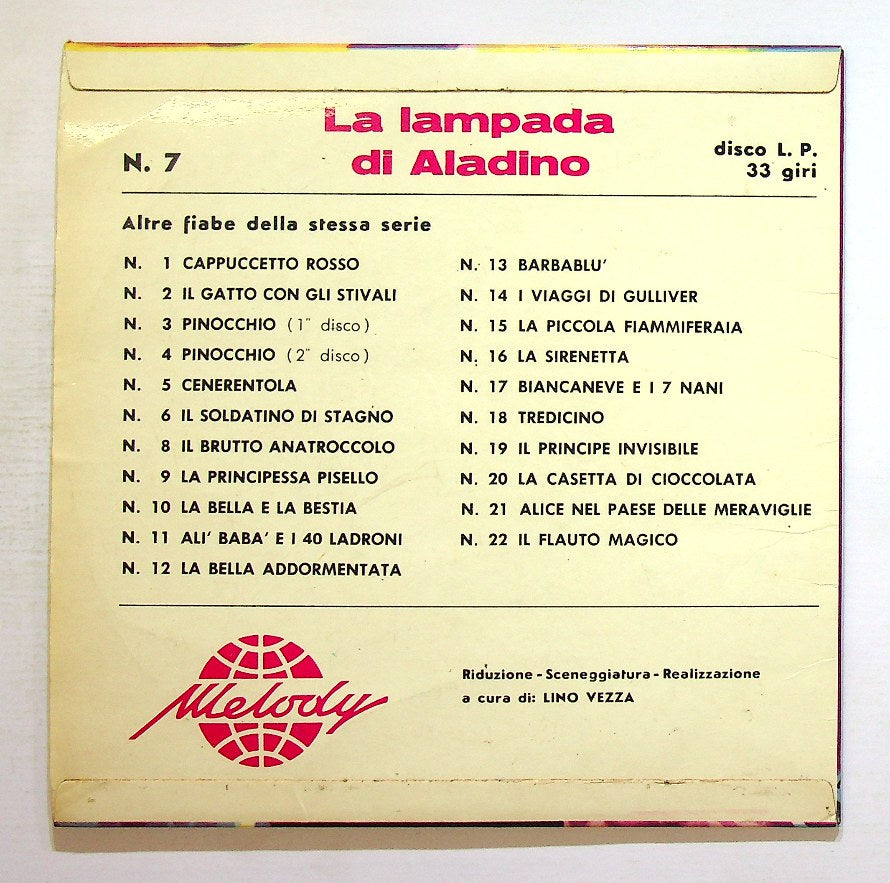 La lampada
di Aladino
N. 7
disco L. P.
33 giri
Altre fiabe della stessa serie
N. 1 CAPPUCCETTO ROSSO
N. 2 IL GATTO CON GLI STIVALI
N. 3 PINOCCHIO (1° disco)
N. 4 PINOCCHIO (2° disco)
N. 5 CENERENTOLA
N. 6 IL SOLDATINO DI STAGNO
N. 8 IL BRUTTO ANATROCCOLO
N. 9 LA PRINCIPESSA PISELLO
N. 10 LA BELLA E LA BESTIA
N. 11 ALI' BABA' E I 40 LADRONI
N. 12 LA BELLA ADDORMENTATA
N. 13 BARBABLU'
N. 14 I VIAGGI DI GULLIVER
N. 15 LA PICCOLA FIAMMIFERAIA
N. 16 LA SIRENETTA
N. 17 BIANCANEVE E I 7 NANI
N. 18 TREDICINO
N. 19 IL PRINCIPE INVISIBILE
N. 20 LA CASETTA DI CIOCCOLATA
N. 21 ALICE NEL PAESE DELLE MERAVIGLIE
N. 22 IL FLAUTO MAGICO
Melody
Riduzione - Sceneggiatura - Realizzazione
a cura di: LINO VEZZA